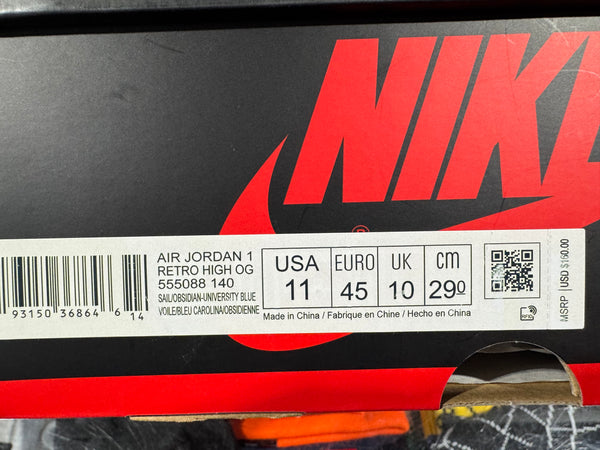 NIKE
®
AIR JORDAN 1
RETRO HIGH OG
555088 140
SAIL/OBSIDIAN-UNIVERSITY BLUE
VOILE/BLEU CAROLINA/OBSIDIENNE
93150 36864 6 14
USA
11
EURO
45
UK
10
cm
29.0
Made in China / Fabrique en Chine / Hecho en China
RFID
MSRP USD $160.00